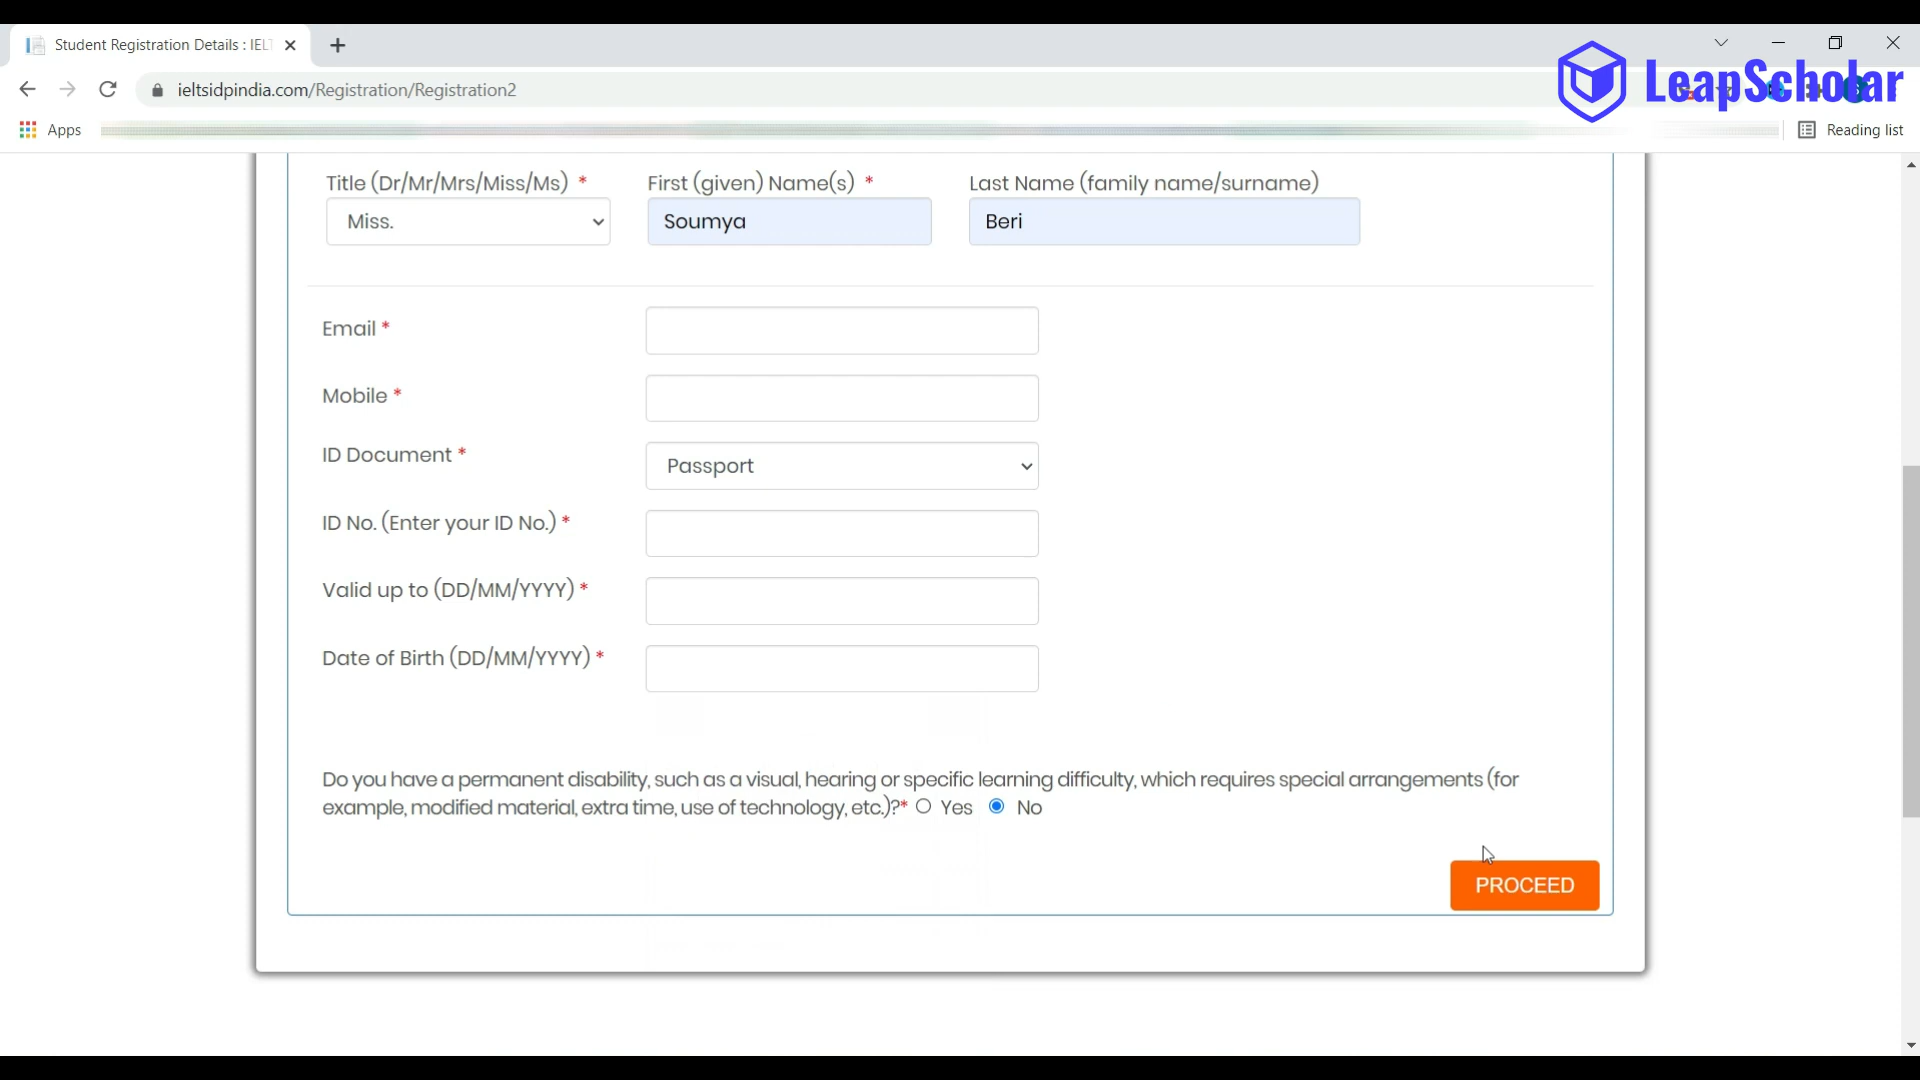 Student Registration Details : IELT
ieltsidpindia.com/Registration/Registration2
LeapScholar
Apps
Reading list
Title (Dr/Mr/Mrs/Miss/Ms) * First (given) Name(s) * Last Name (family name/surname)
Miss. Soumya Beri
Email *
Mobile *
ID Document * Passport
ID No. (Enter your ID No.) *
Valid up to (DD/MM/YYYY) *
Date of Birth (DD/MM/YYYY) *
Do you have a permanent disability, such as a visual, hearing or specific learning difficulty, which requires special arrangements (for
example, modified material, extra time, use of technology, etc.)?* Yes No
PROCEED